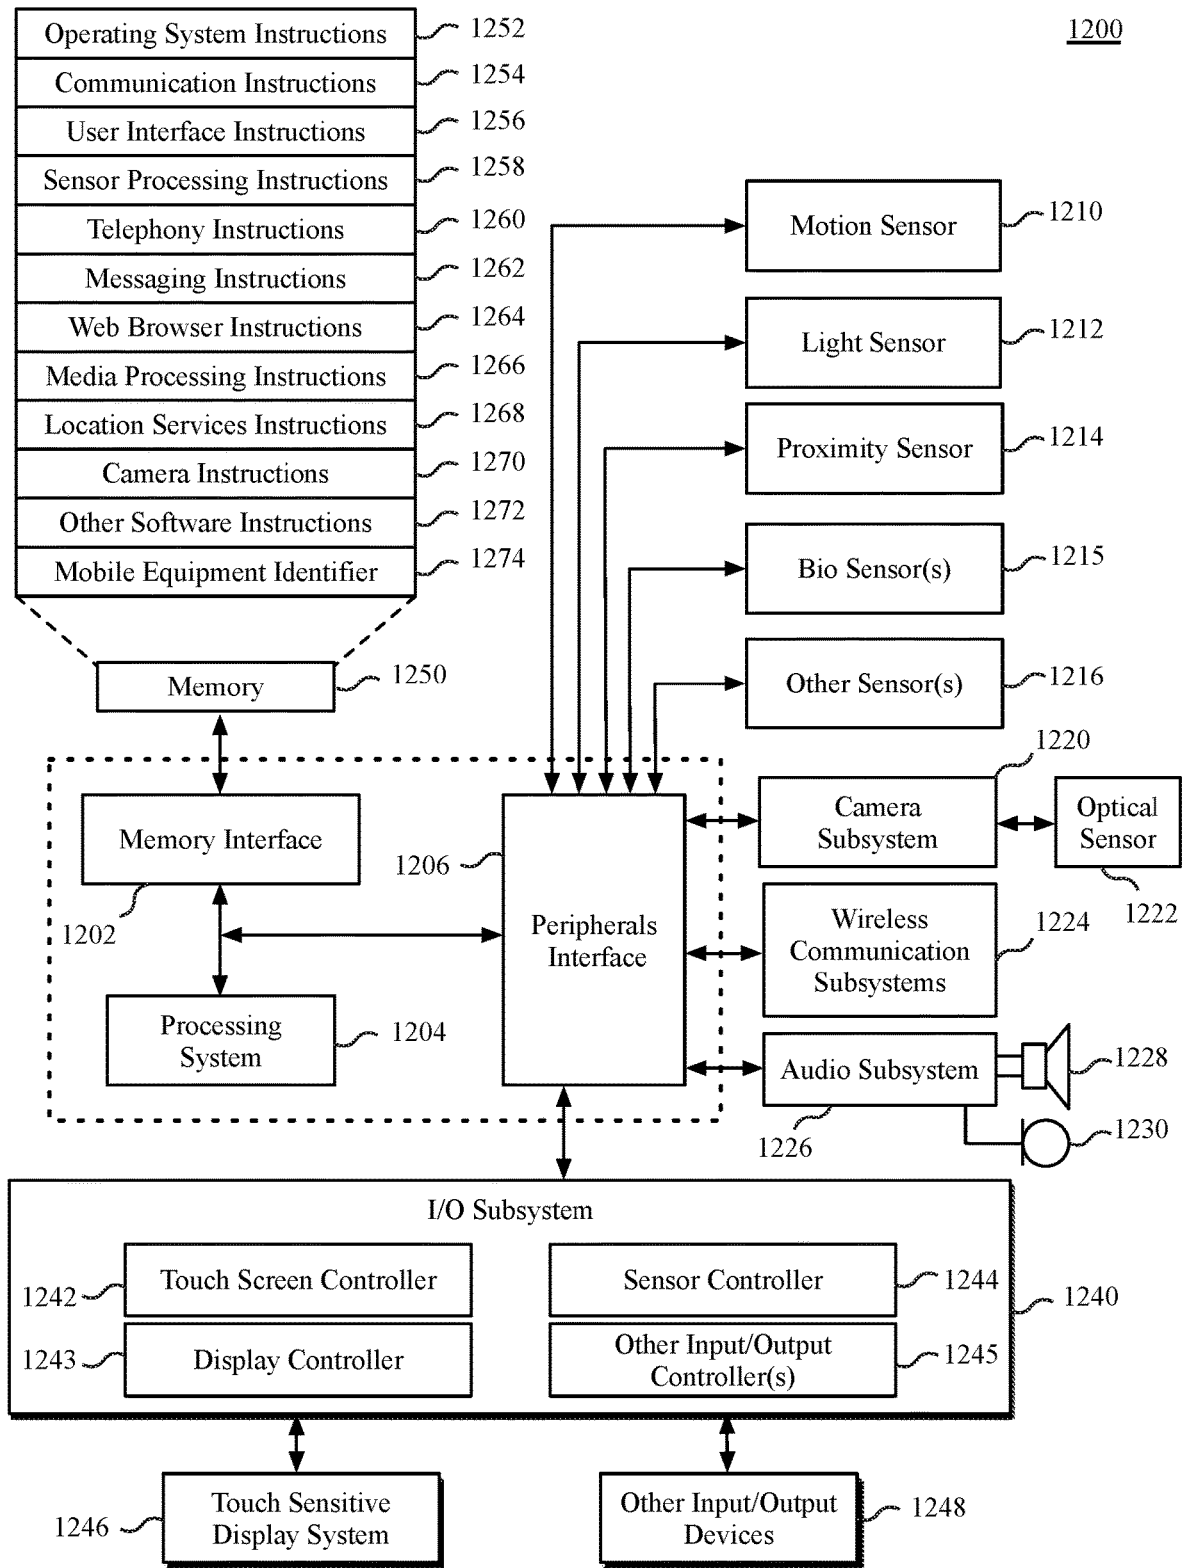 Operating System Instructions 1252
1200
Communication Instructions 1254
User Interface Instructions 1256
Sensor Processing Instructions 1258
Telephony Instructions 1260
Messaging Instructions 1262
Web Browser Instructions 1264
Media Processing Instructions 1266
Location Services Instructions 1268
Camera Instructions 1270
Other Software Instructions 1272
Mobile Equipment Identifier 1274
Memory 1250
Motion Sensor 1210
Light Sensor 1212
Proximity Sensor 1214
Bio Sensor(s) 1215
Other Sensor(s) 1216
Memory Interface
1202
Processing
System
1204
1206
Peripherals
Interface
1220
Camera
Subsystem
Optical
Sensor
1222
Wireless
Communication
Subsystems
1224
Audio Subsystem
1226
1228
1230
I/O Subsystem
1240
1242 Touch Screen Controller
Sensor Controller 1244
1243 Display Controller
Other Input/Output
Controller(s)
1245
1246
Touch Sensitive
Display System
Other Input/Output
Devices
1248